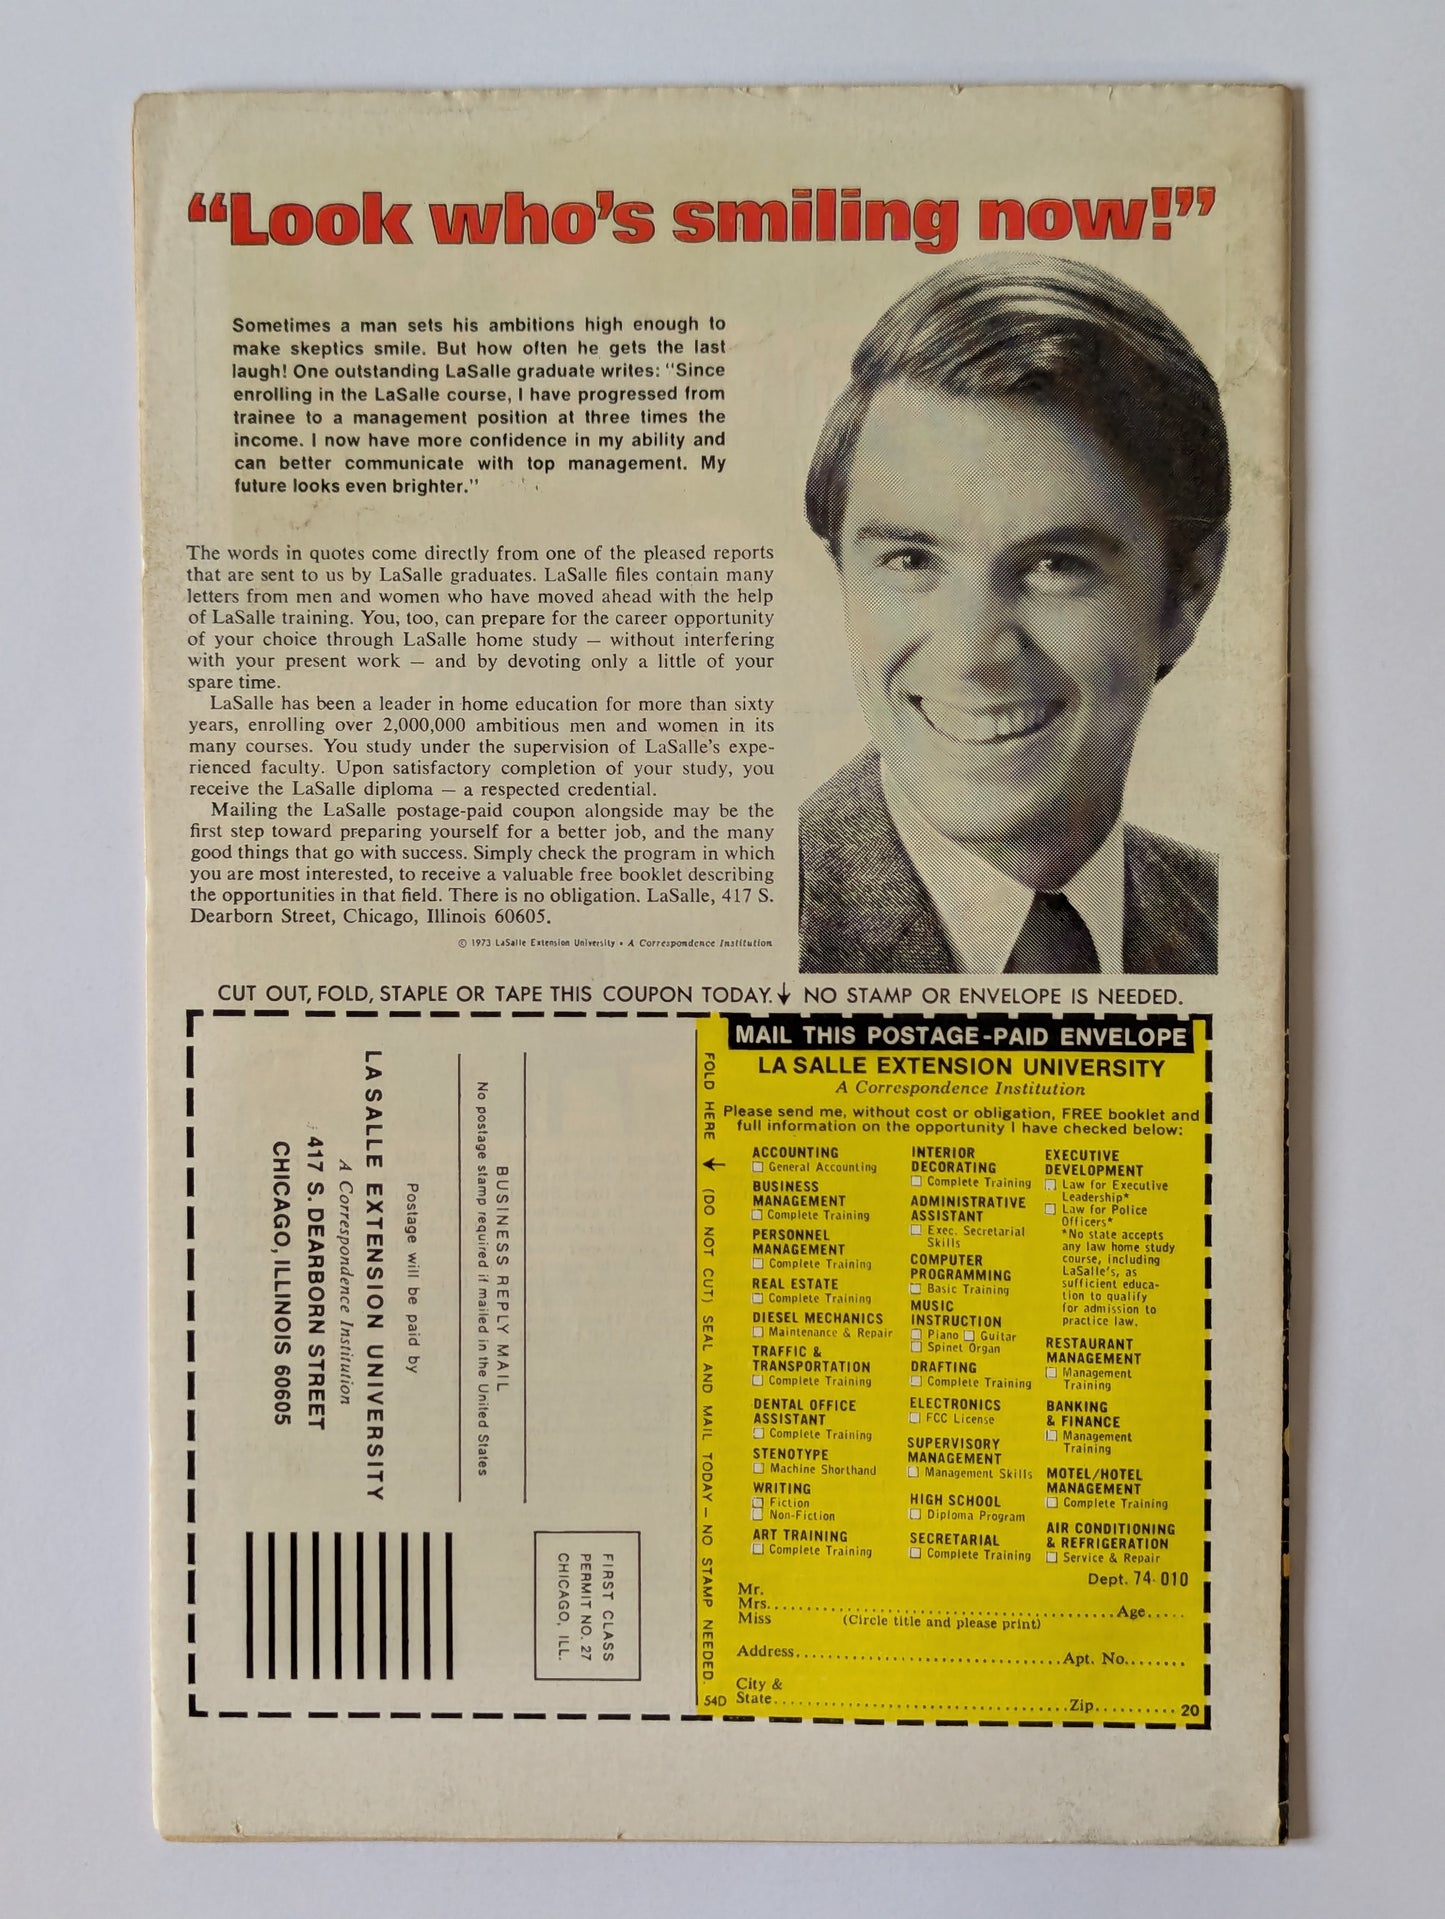 “Look who's smiling now!”
Sometimes a man sets his ambitions high enough to
make skeptics smile. But how often he gets the last
laugh! One outstanding LaSalle graduate writes: “Since
enrolling in the LaSalle course, I have progressed from
trainee to a management position at three times the
income. I now have more confidence in my ability and
can better communicate with top management. My
future looks even brighter.”
The words in quotes come directly from one of the pleased reports
that are sent to us by LaSalle graduates. LaSalle files contain many
letters from men and women who have moved ahead with the help
of LaSalle training. You, too, can prepare for the career opportunity
of your choice through LaSalle home study — without interfering
with your present work — and by devoting only a little of your
spare time.
LaSalle has been a leader in home education for more than sixty
years, enrolling over 2,000,000 ambitious men and women in its
many courses. You study under the supervision of LaSalle's expe-
rienced faculty. Upon satisfactory completion of your study, you
receive the LaSalle diploma — a respected credential.
Mailing the LaSalle postage-paid coupon alongside may be the
first step toward preparing yourself for a better job, and the many
good things that go with success. Simply check the program in which
you are most interested, to receive a valuable free booklet describing
the opportunities in that field. There is no obligation. LaSalle, 417 S.
Dearborn Street, Chicago, Illinois 60605.
© 1973 LaSalle Extension University • A Correspondence Institution
CUT OUT, FOLD, STAPLE OR TAPE THIS COUPON TODAY.↓ NO STAMP OR ENVELOPE IS NEEDED.
FIRST CLASS
PERMIT NO. 27
CHICAGO, ILL.
BUSINESS REPLY MAIL
No postage stamp required if mailed in the United States
Postage will be paid by
LA SALLE EXTENSION UNIVERSITY
A Correspondence Institution
417 S. DEARBORN STREET
CHICAGO, ILLINOIS 60605
FOLD HERE ↓ (DO NOT CUT) SEAL AND MAIL TODAY — NO STAMP NEEDED.
54D
MAIL THIS POSTAGE-PAID ENVELOPE
LA SALLE EXTENSION UNIVERSITY
A Correspondence Institution
Please send me, without cost or obligation, FREE booklet and
full information on the opportunity I have checked below:
ACCOUNTING
□ General Accounting
BUSINESS
MANAGEMENT
□ Complete Training
PERSONNEL
MANAGEMENT
□ Complete Training
REAL ESTATE
□ Complete Training
DIESEL MECHANICS
□ Maintenance & Repair
TRAFFIC &
TRANSPORTATION
□ Complete Training
DENTAL OFFICE
ASSISTANT
□ Complete Training
STENOTYPE
□ Machine Shorthand
WRITING
□ Fiction
□ Non-Fiction
ART TRAINING
□ Complete Training
INTERIOR
DECORATING
□ Complete Training
ADMINISTRATIVE
ASSISTANT
□ Exec. Secretarial
Skills
COMPUTER
PROGRAMMING
□ Basic Training
MUSIC
INSTRUCTION
□ Piano □ Guitar
□ Spinet Organ
DRAFTING
□ Complete Training
ELECTRONICS
□ FCC License
SUPERVISORY
MANAGEMENT
□ Management Skills
HIGH SCHOOL
□ Diploma Program
SECRETARIAL
□ Complete Training
EXECUTIVE
DEVELOPMENT
□ Law for Executive
Leadership*
□ Law for Police
Officers*
*No state accepts
any law home study
course, including
LaSalle's, as
sufficient educa-
tion to qualify
for admission to
practice law.
RESTAURANT
MANAGEMENT
□ Management
Training
BANKING
& FINANCE
□ Management
Training
MOTEL/HOTEL
MANAGEMENT
□ Complete Training
AIR CONDITIONING
& REFRIGERATION
□ Service & Repair
Dept. 74-010
Mr.
Mrs. Age
Miss (Circle title and please print)
Address Apt. No.
City &
State Zip 20